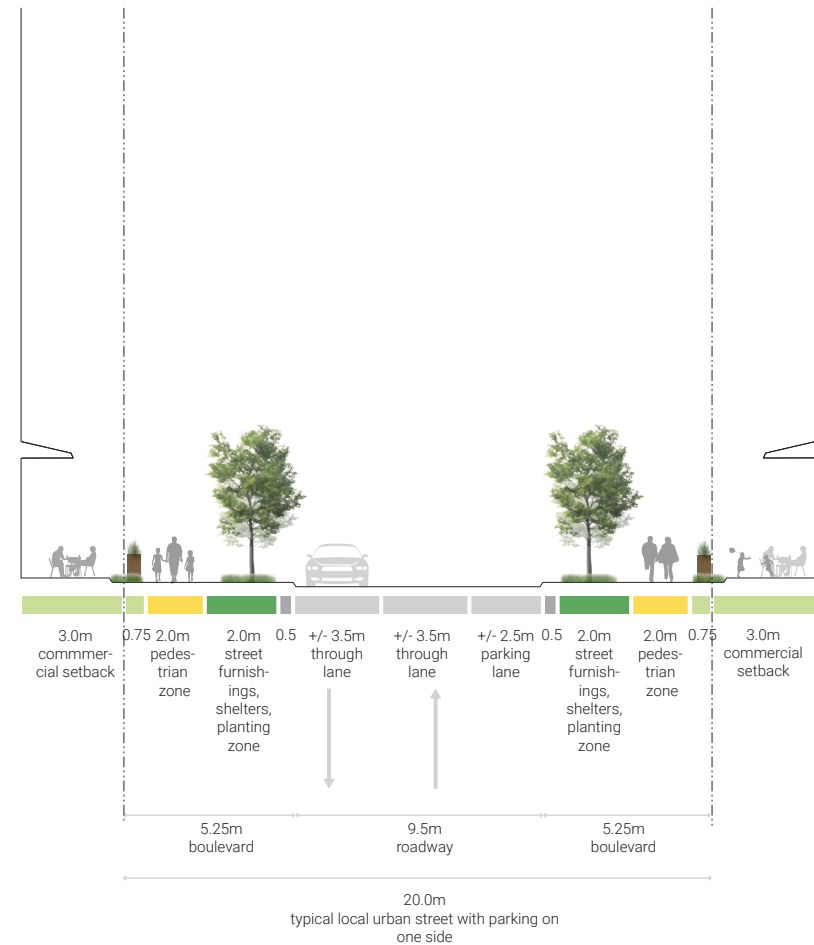 3.0m
commmer-
cial setback
0.75
2.0m
pedes-
trian
zone
2.0m
street
furnish-
ings,
shelters,
planting
zone
0.5
+/- 3.5m
through
lane
+/- 3.5m
through
lane
+/- 2.5m
parking
lane
0.5
2.0m
street
furnish-
ings,
shelters,
planting
zone
2.0m
pedes-
trian
zone
0.75
3.0m
commercial
setback
5.25m
boulevard
9.5m
roadway
5.25m
boulevard
20.0m
typical local urban street with parking on
one side